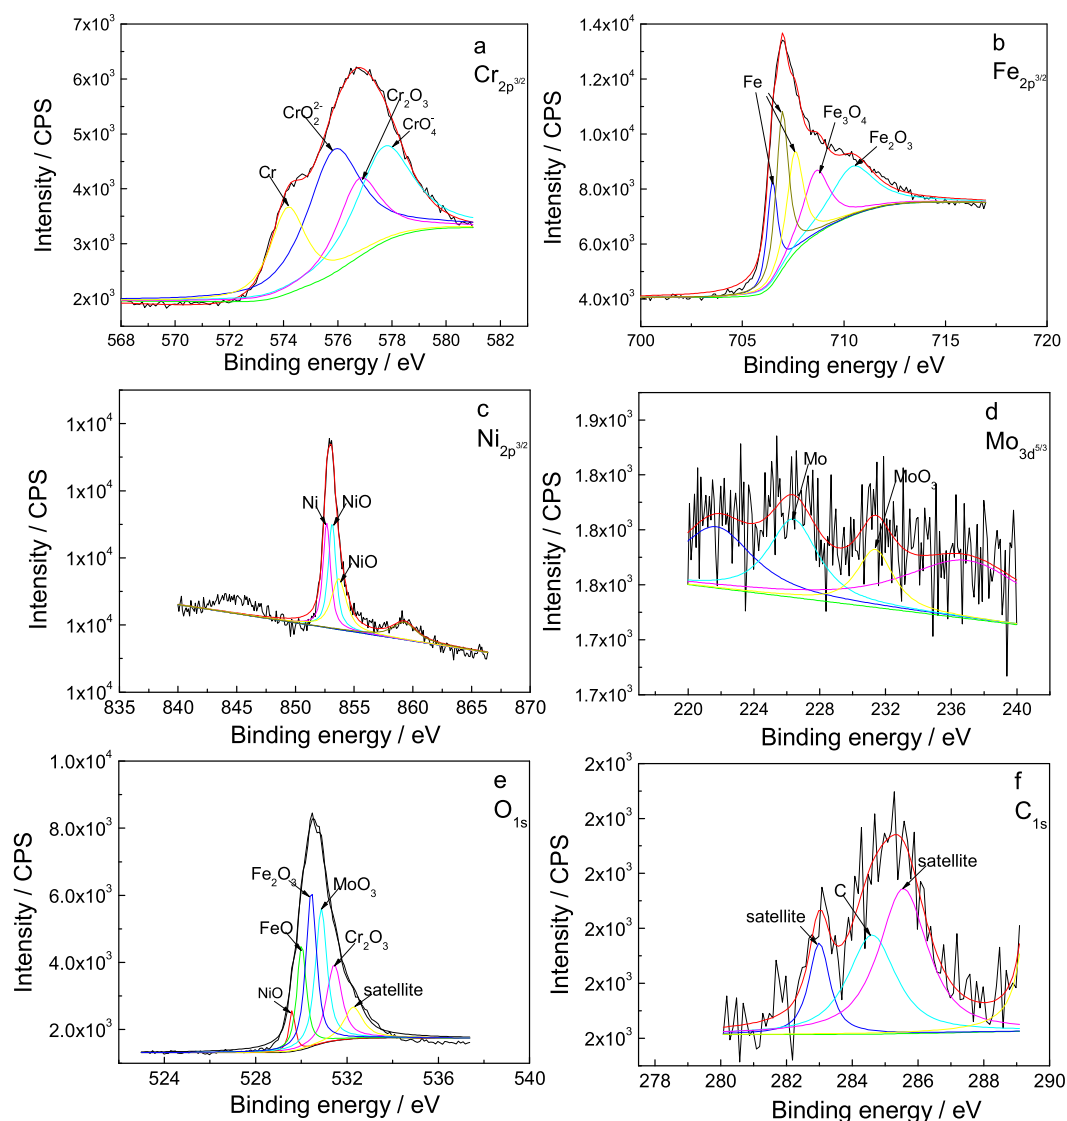 a
Cr2p3/2
7x10³
6x10³
5x10³
4x10³
3x10³
2x10³
Intensity / CPS
Cr
CrO₂²⁻
Cr₂O₃
CrO₄⁻
568 570 572 574 576 578 580 582
Binding energy / eV
b
Fe2p3/2
1.4x10⁴
1.2x10⁴
1.0x10⁴
8.0x10³
6.0x10³
4.0x10³
Intensity / CPS
Fe
Fe₃O₄
Fe₂O₃
700 705 710 715 720
Binding energy / eV
c
Ni2p3/2
1x10⁴
1x10⁴
1x10⁴
1x10⁴
1x10⁴
Intensity / CPS
Ni
NiO
NiO
835 840 845 850 855 860 865 870
Binding energy / eV
d
Mo3d5/3
1.9x10³
1.8x10³
1.8x10³
1.8x10³
1.7x10³
1.7x10³
Intensity / CPS
Mo
MoO₃
220 224 228 232 236 240
Binding energy / eV
e
O1s
1.0x10⁴
8.0x10³
6.0x10³
4.0x10³
2.0x10³
Intensity / CPS
Fe₂O₃
MoO₃
FeO
Cr₂O₃
NiO
satellite
524 528 532 536 540
Binding energy / eV
f
C1s
2x10³
2x10³
2x10³
2x10³
2x10³
2x10³
Intensity / CPS
satellite
C
satellite
278 280 282 284 286 288 290
Binding energy / eV